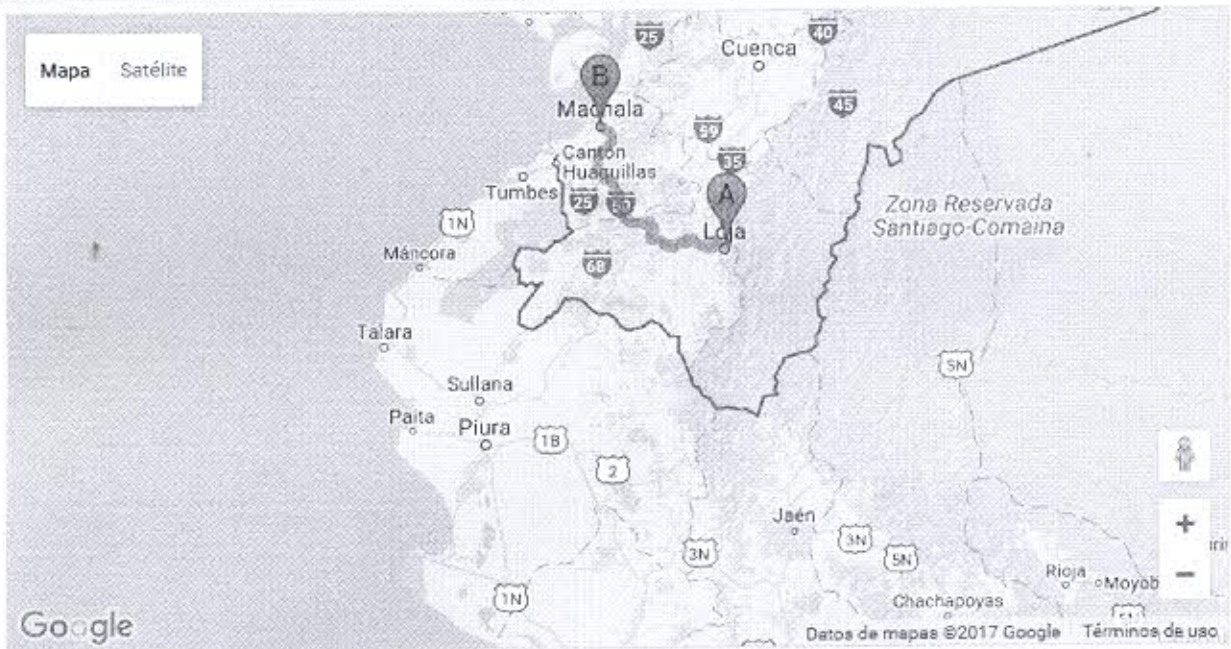 Mapa Satélite
25
40
Cuenca
B
45
Machala
59
Cantón
Huaquillas
35
A
Tumbes
25
Zona Reservada
Santiago-Comaina
1N
Loja
Máncora
68
Talara
5N
Sullana
Paita
Piura
1B
2
Jaén
3N
3N
5N
+
Rioja
Moyob
−
1N
Chachapoyas
Google
Datos de mapas ©2017 Google Términos de uso